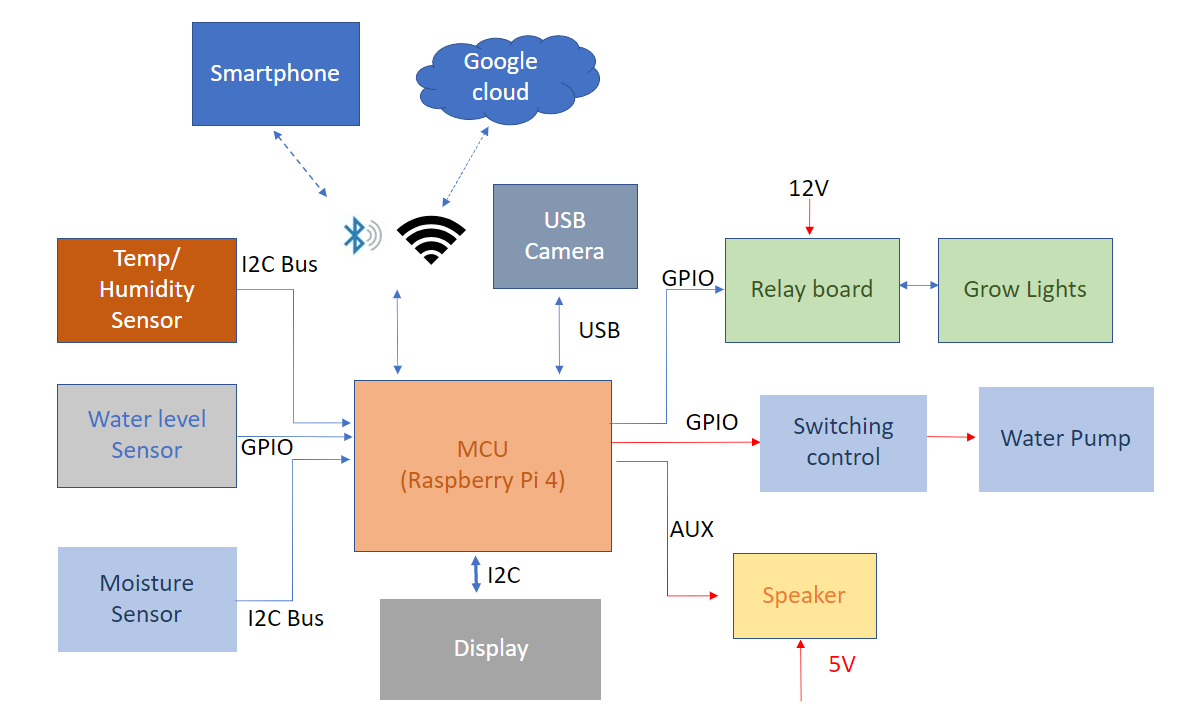 Smartphone
Google
cloud
12V
USB
Camera
Temp/
Humidity
Sensor
I2C Bus
GPIO
Relay board
Grow Lights
USB
Water level
Sensor
GPIO
MCU
(Raspberry Pi 4)
GPIO
Switching
control
Water Pump
AUX
Moisture
Sensor
I2C Bus
I2C
Speaker
Display
5V